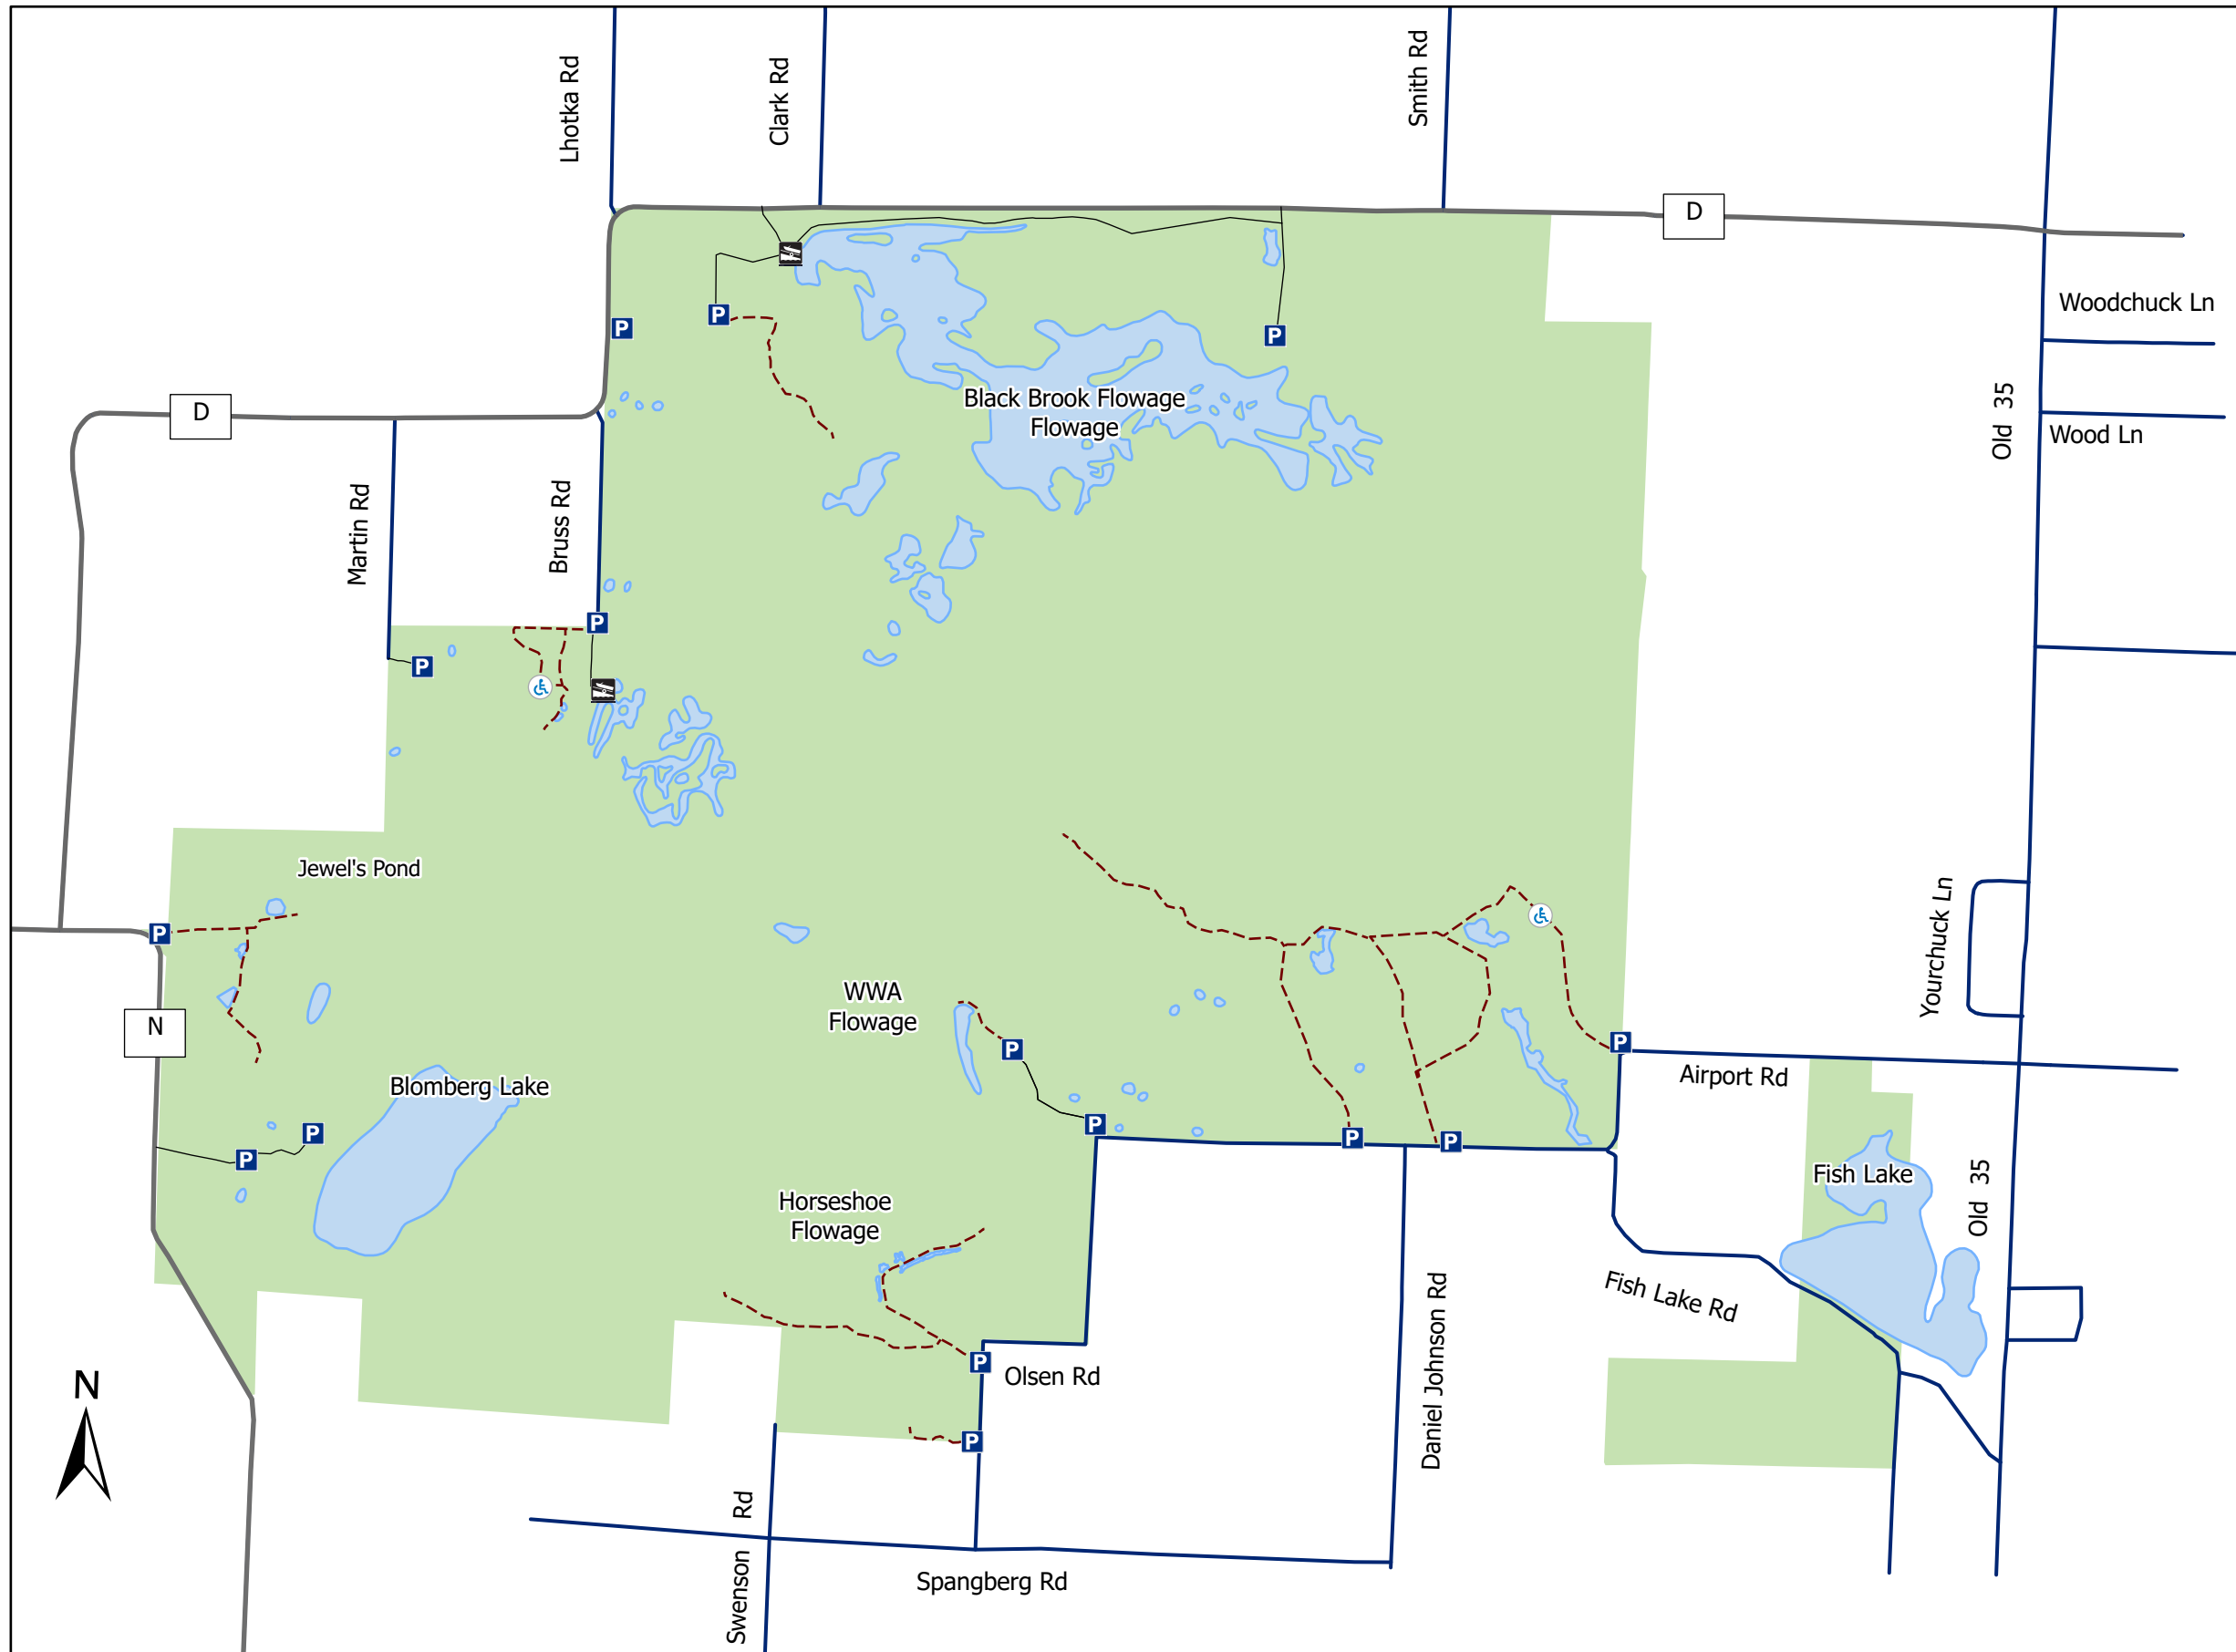 Lhotka Rd
Clark Rd
Smith Rd
D
Woodchuck Ln
P
P
P
Black Brook Flowage
Flowage
Old 35
D
Wood Ln
Martin Rd
Bruss Rd
P
P
Jewel's Pond
P
Yourchuck Ln
WWA
Flowage
N
P
P
Airport Rd
Blomberg Lake
P
P
P
P
P
Fish Lake
Old 35
Horseshoe
Flowage
Fish Lake Rd
Daniel Johnson Rd
P
Olsen Rd
N
P
Swenson Rd
Spangberg Rd